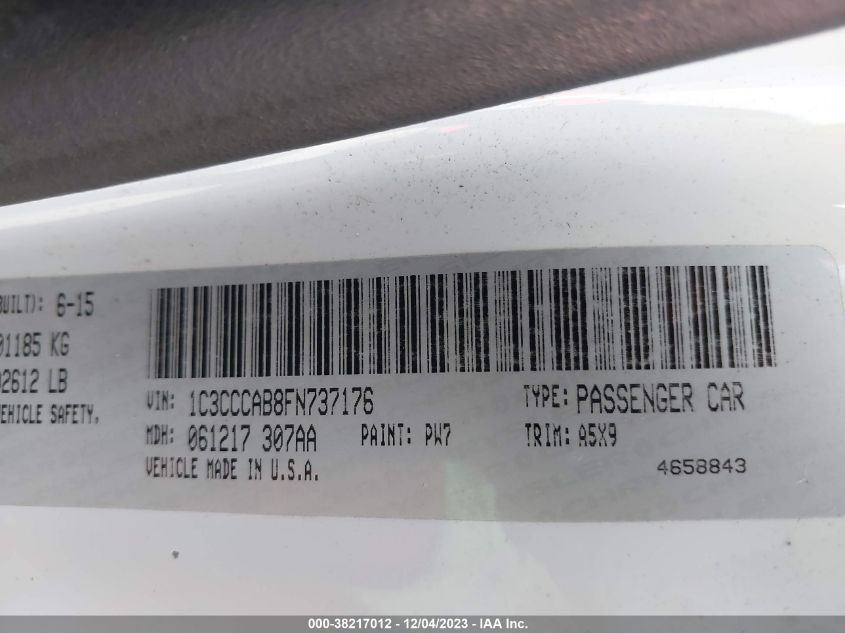 BUILT): 6-15
01185 KG
02612 LB
VEHICLE SAFETY.
VIN: 1C3CCCAB8FN737176 TYPE: PASSENGER CAR
MDH: 061217 307AA PAINT: PW7 TRIM: A5X9
VEHICLE MADE IN U.S.A. 4658843
000-38217012 - 12/04/2023 - IAA Inc.